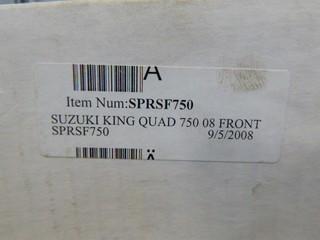 A
Item Num:SPRSF750
SUZUKI KING QUAD 750 08 FRONT
SPRSF750 9/5/2008
Ä